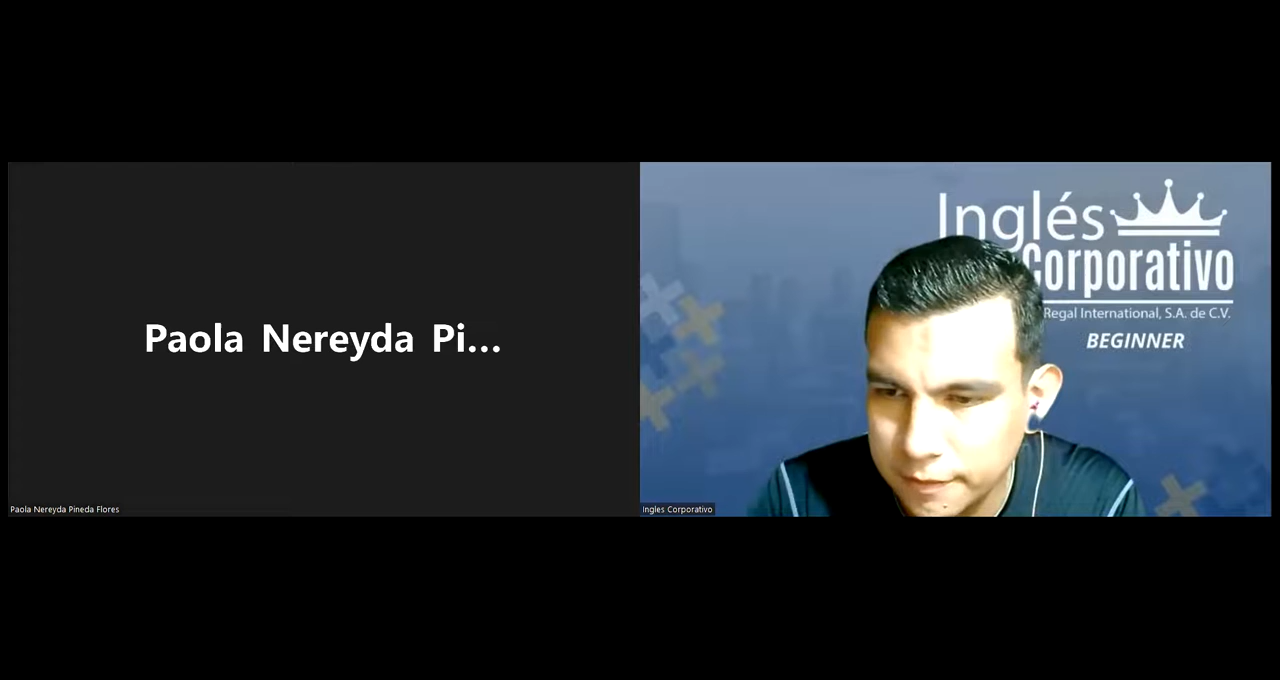 Paola Nereyda Pi...
Paola Nereyda Pineda Flores
Inglés
Corporativo
Regal International, S.A. de C.V.
BEGINNER
Ingles Corporativo